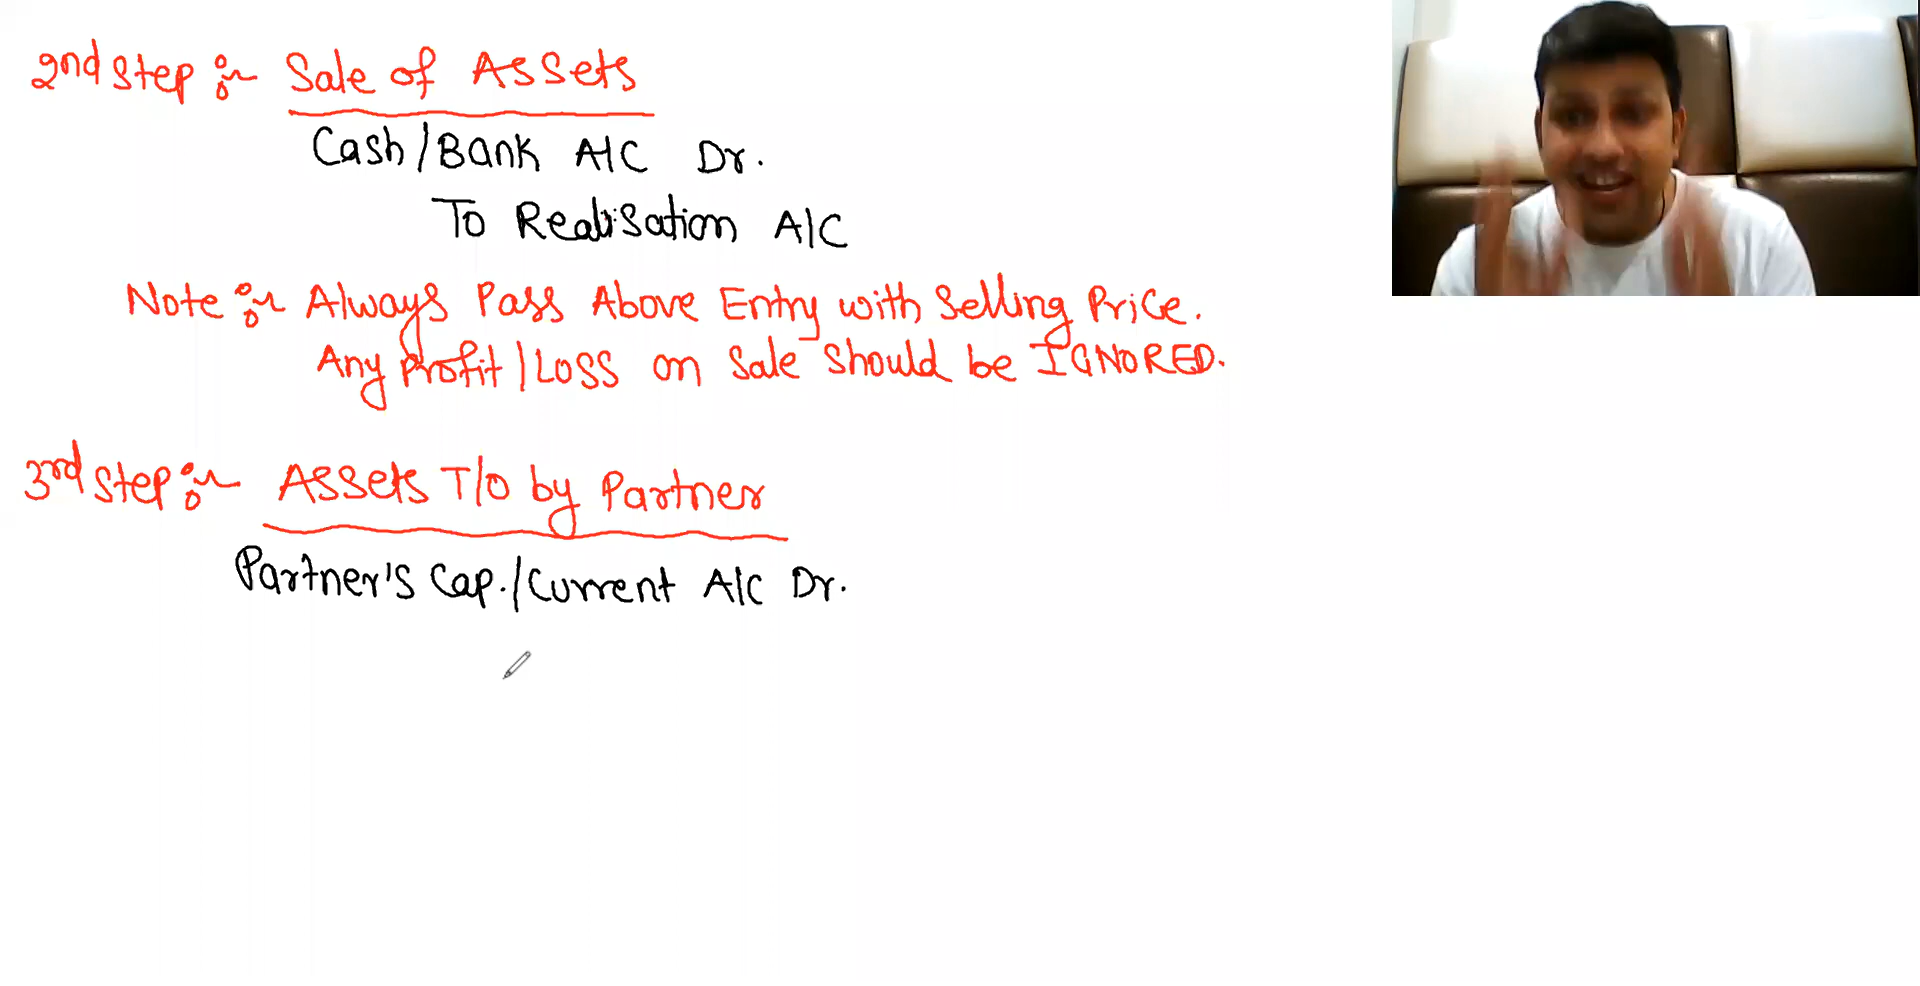 2nd Step :- Sale of Assets
Cash/Bank A/C Dr.
To Realisation A/C
Note :- Always Pass Above Entry with Selling Price.
Any Profit/Loss on Sale should be IGNORED.
3rd Step :- Assets T/O by Partner
Partner's Cap./Current A/C Dr.